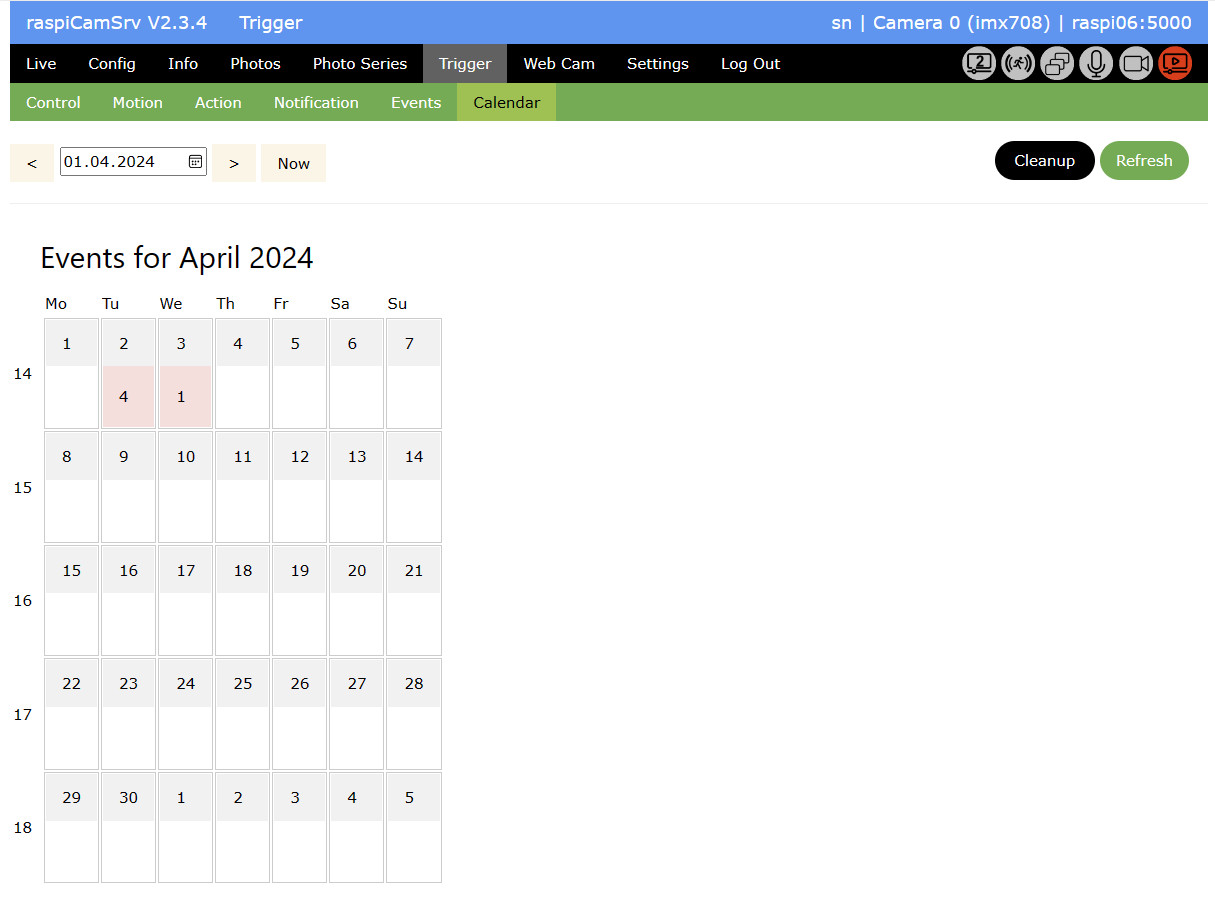 raspiCamSrv V2.3.4 Trigger sn | Camera 0 (imx708) | raspi06:5000
Live Config Info Photos Photo Series Trigger Web Cam Settings Log Out 2
Control Motion Action Notification Events Calendar
< 01.04.2024 > Now Cleanup Refresh
Events for April 2024
Mo Tu We Th Fr Sa Su
1 2 3 4 5 6 7
14
4 1
8 9 10 11 12 13 14
15
15 16 17 18 19 20 21
16
22 23 24 25 26 27 28
17
29 30 1 2 3 4 5
18